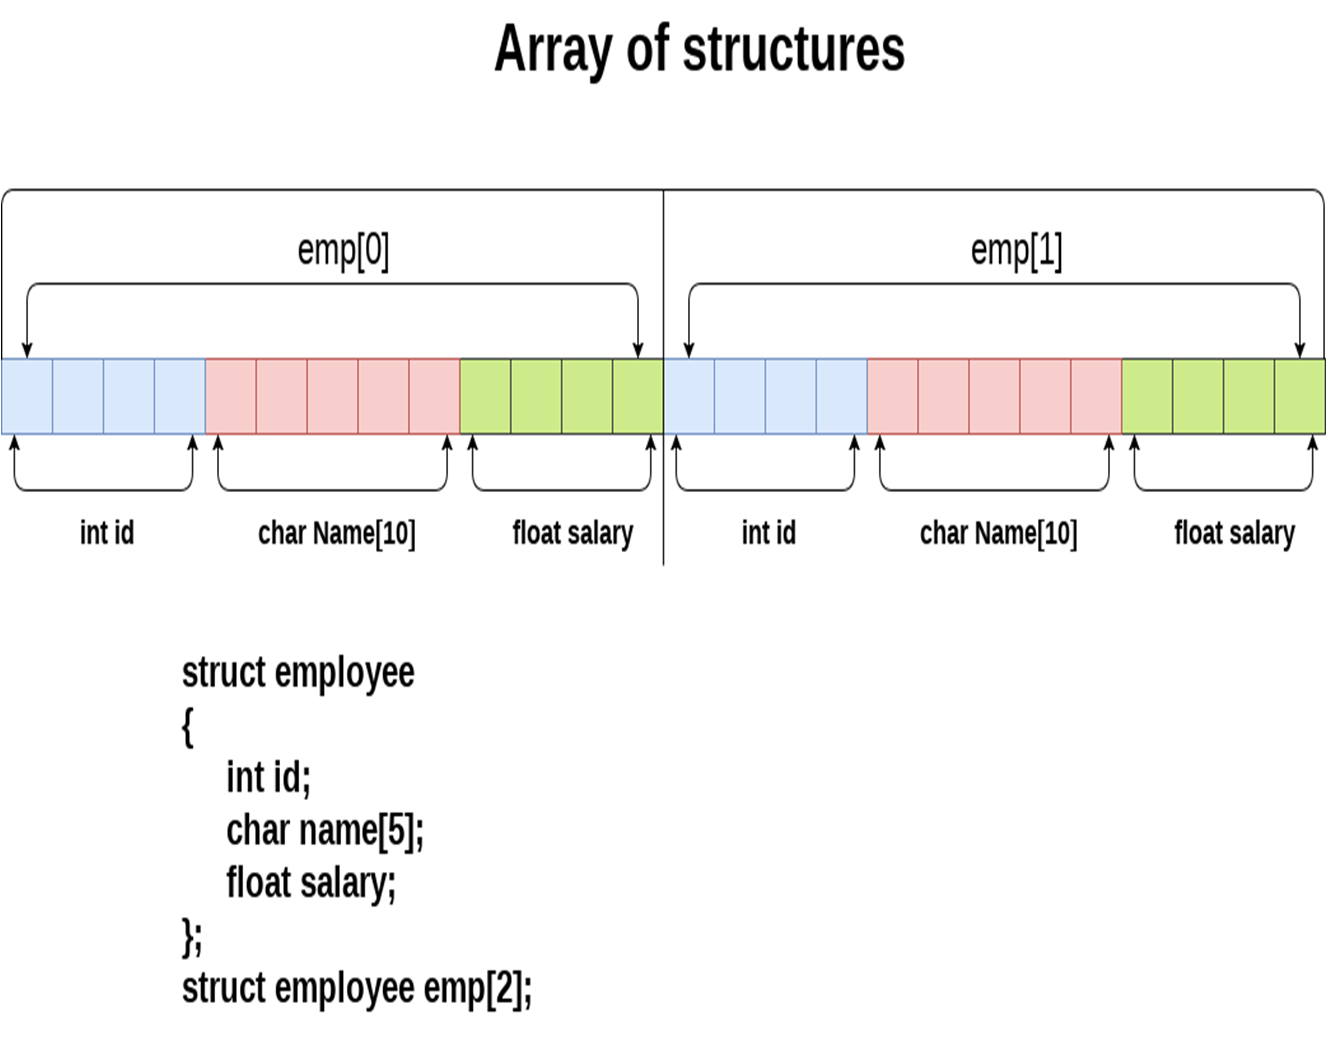 Array of structures
emp[0] emp[1]
int id char Name[10] float salary int id char Name[10] float salary
struct employee
{
int id;
char name[5];
float salary;
};
struct employee emp[2];